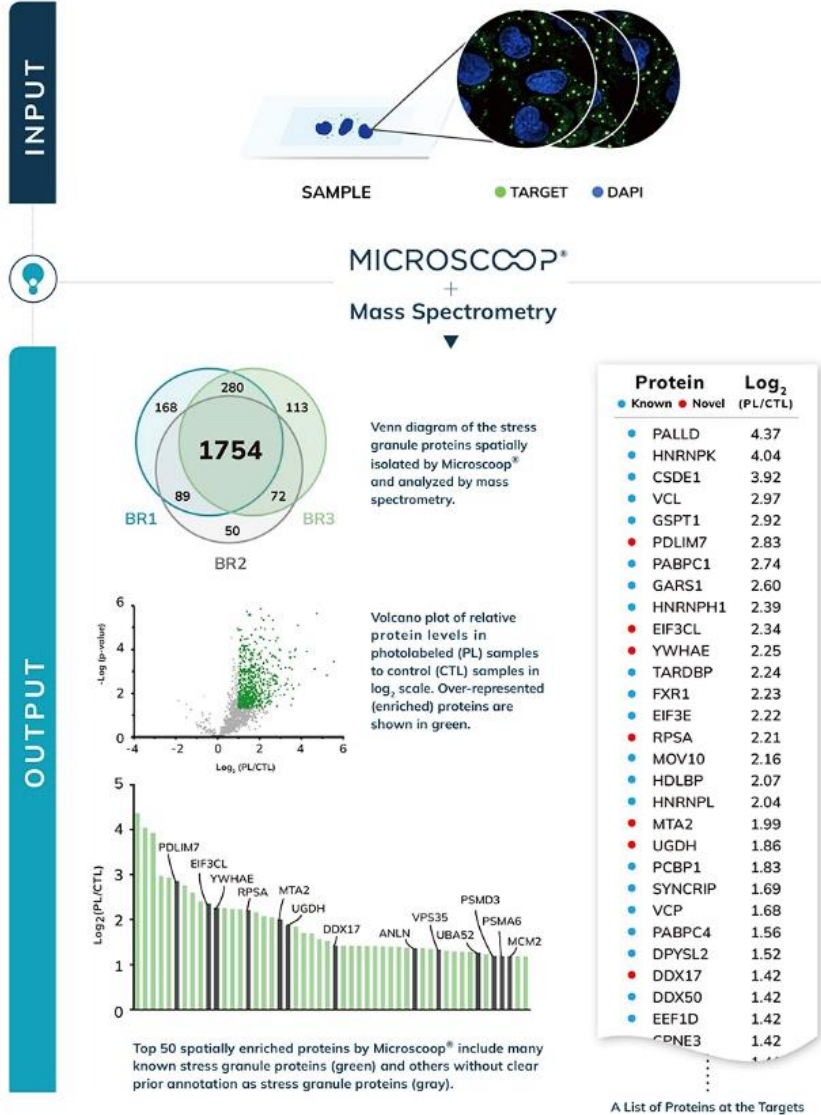 INPUT
SAMPLE
TARGET DAPI
MICROSCOOP®
+
Mass Spectrometry
OUTPUT
168
280
113
1754
89
72
50
BR1
BR3
BR2
Venn diagram of the stress
granule proteins spatially
isolated by Microscoop®
and analyzed by mass
spectrometry.
6
4
2
0
-4 -2 0 2 4 6
-Log (p-value)
Log₂ (PL/CTL)
Volcano plot of relative
protein levels in
photolabeled (PL) samples
to control (CTL) samples in
log₂ scale. Over-represented
(enriched) proteins are
shown in green.
5
4
3
2
1
0
Log₂(PL/CTL)
PDLIM7
EIF3CL
YWHAE
RPSA
MTA2
UGDH
DDX17
ANLN
VPS35
UBA52
PSMD3
PSMA6
MCM2
Top 50 spatially enriched proteins by Microscoop® include many
known stress granule proteins (green) and others without clear
prior annotation as stress granule proteins (gray).
Protein Log₂
Known Novel (PL/CTL)
PALLD 4.37
HNRNPK 4.04
CSDE1 3.92
VCL 2.97
GSPT1 2.92
PDLIM7 2.83
PABPC1 2.74
GARS1 2.60
HNRNPH1 2.39
EIF3CL 2.34
YWHAE 2.25
TARDBP 2.24
FXR1 2.23
EIF3E 2.22
RPSA 2.21
MOV10 2.16
HDLBP 2.07
HNRNPL 2.04
MTA2 1.99
UGDH 1.86
PCBP1 1.83
SYNCRIP 1.69
VCP 1.68
PABPC4 1.56
DPYSL2 1.52
DDX17 1.42
DDX50 1.42
EEF1D 1.42
CPNE3 1.42
A List of Proteins at the Targets